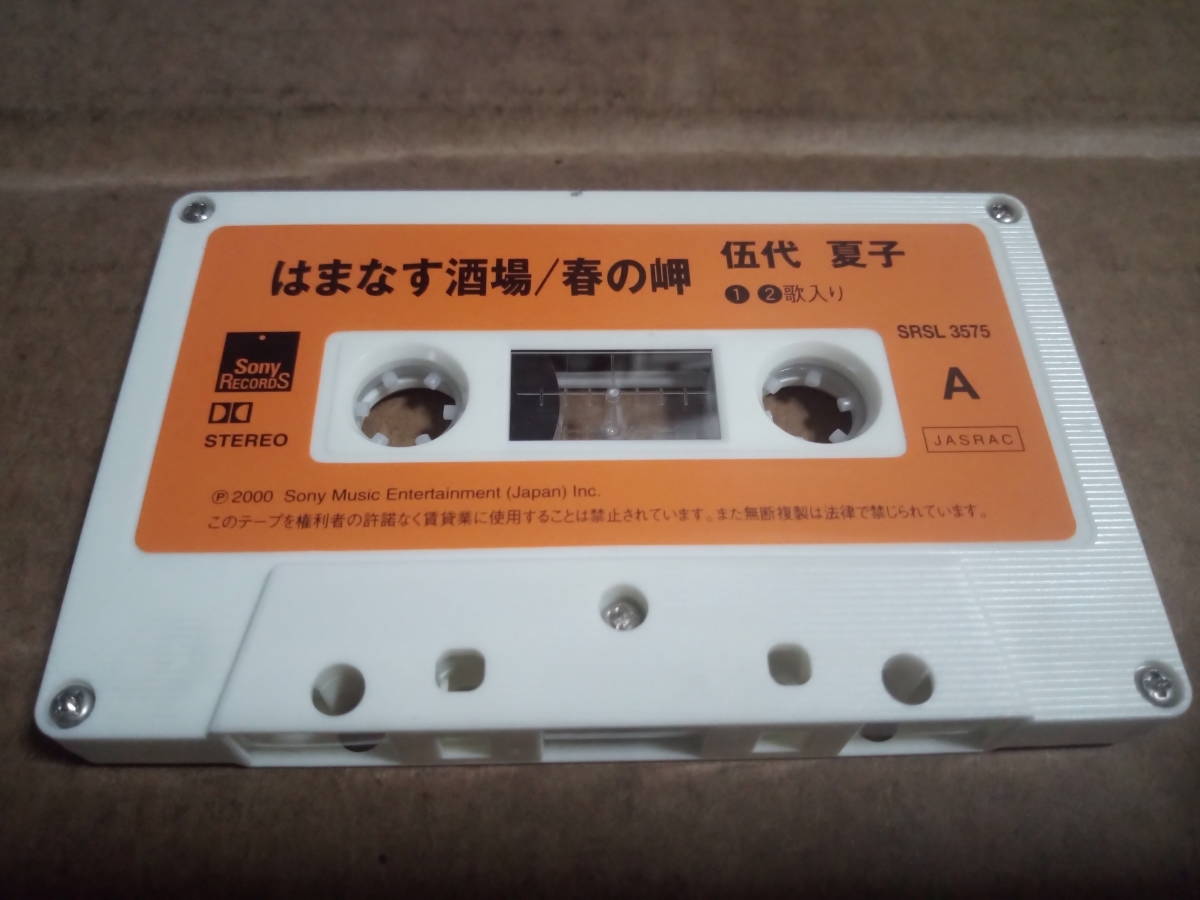 はまなす酒場/春の岬
伍代 夏子
❶ ❷歌入り
SRSL 3575
Sony
RECORDS
A
STEREO
JASRAC
℗ 2000 Sony Music Entertainment (Japan) Inc.
このテープを権利者の許諾なく賃貸業に使用することは禁止されています。また無断複製は法律で禁じられています。